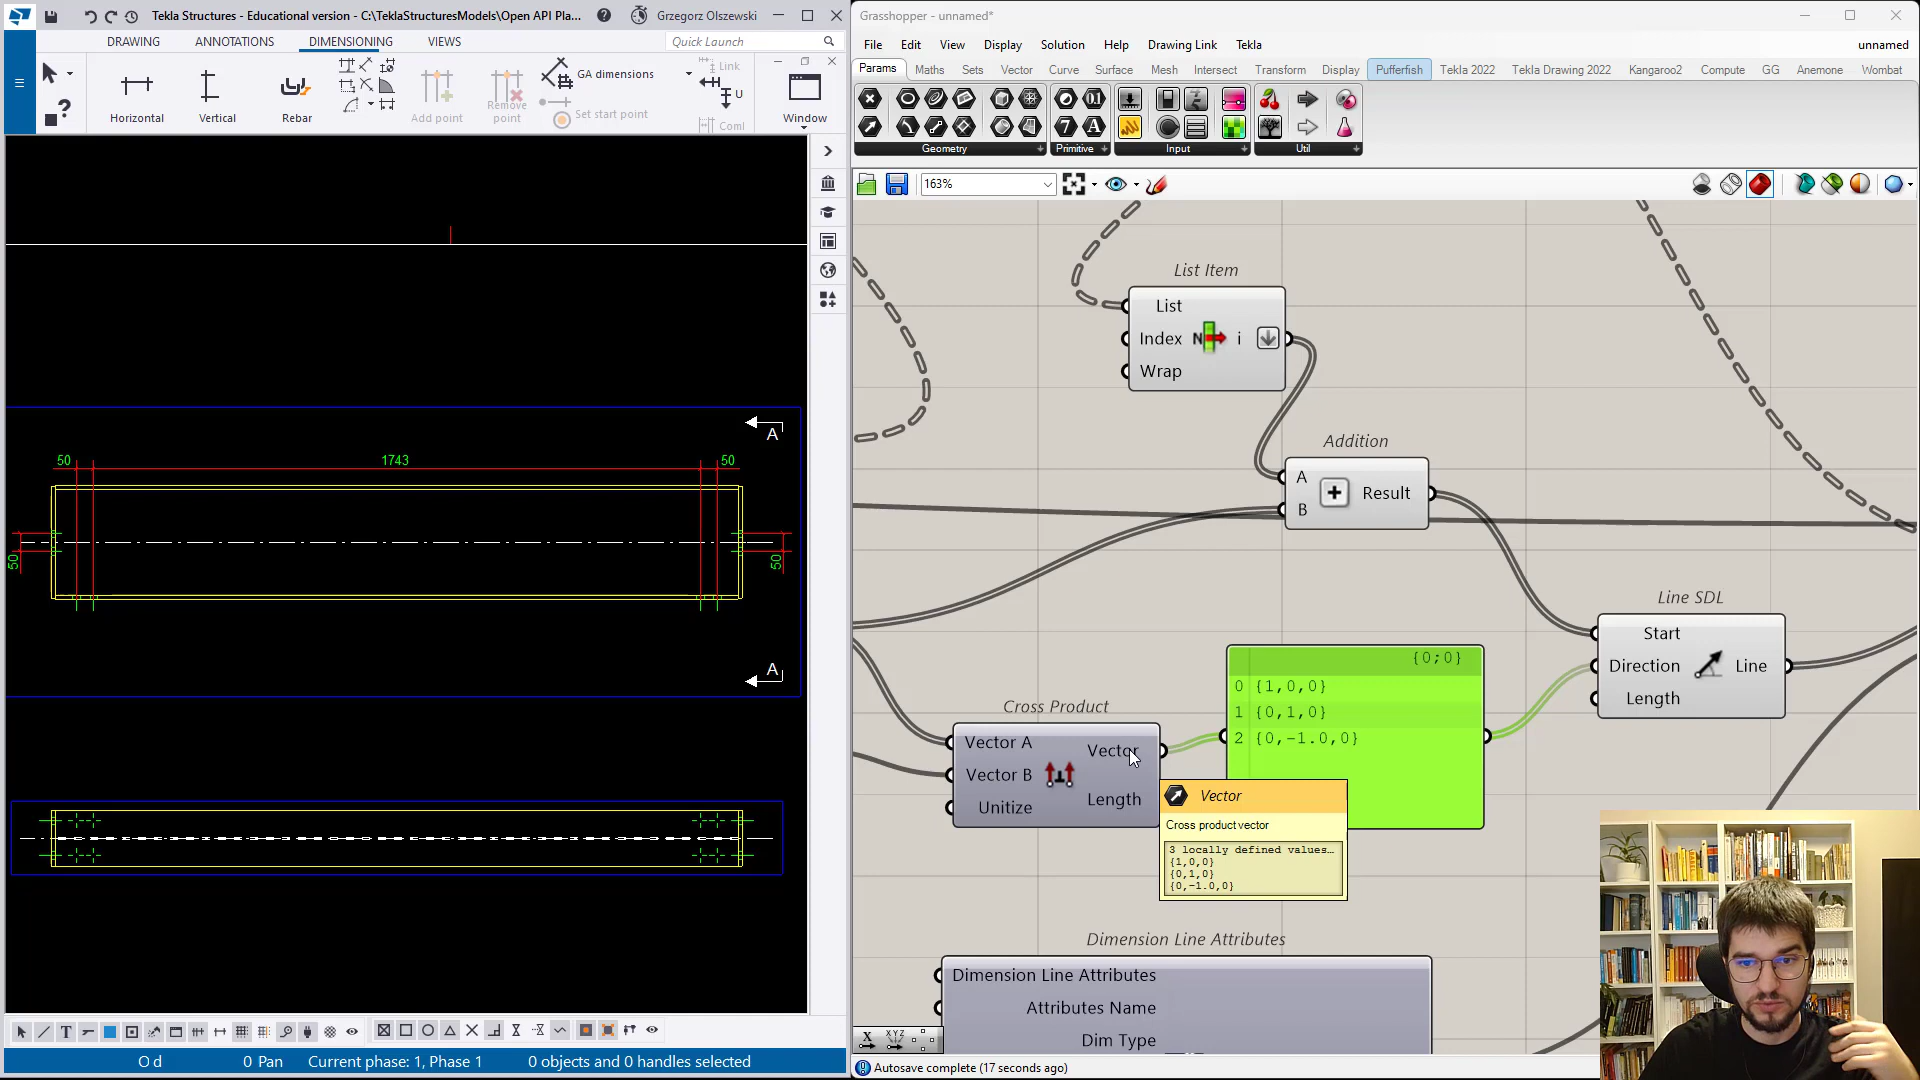 Tekla Structures - Educational version - C:\TeklaStructuresModels\Open API Pla...
Grzegorz Olszewski
DRAWING
ANNOTATIONS
DIMENSIONING
VIEWS
Quick Launch
Horizontal
Vertical
Rebar
Add point
Remove point
GA dimensions
Set start point
Link
U
Coml
Window
A
50
1743
50
50
50
A
O d
0 Pan
Current phase: 1, Phase 1
0 objects and 0 handles selected
Grasshopper - unnamed*
File
Edit
View
Display
Solution
Help
Drawing Link
Tekla
unnamed
Params
Maths
Sets
Vector
Curve
Surface
Mesh
Intersect
Transform
Display
Pufferfish
Tekla 2022
Tekla Drawing 2022
Kangaroo2
Compute
GG
Anemone
Wombat
Geometry
Primitive
Input
Util
163%
List Item
List
Index
N
i
Wrap
Addition
A
B
Result
Line SDL
Start
Direction
Line
Length
Cross Product
Vector A
Vector
Vector B
Length
Unitize
{0;0}
0 {1,0,0}
1 {0,1,0}
2 {0,-1.0,0}
Vector
Cross product vector
3 locally defined values...
{1,0,0}
{0,1,0}
{0,-1.0,0}
Dimension Line Attributes
Dimension Line Attributes
Attributes Name
Dim Type
X
XYZ
Autosave complete (17 seconds ago)